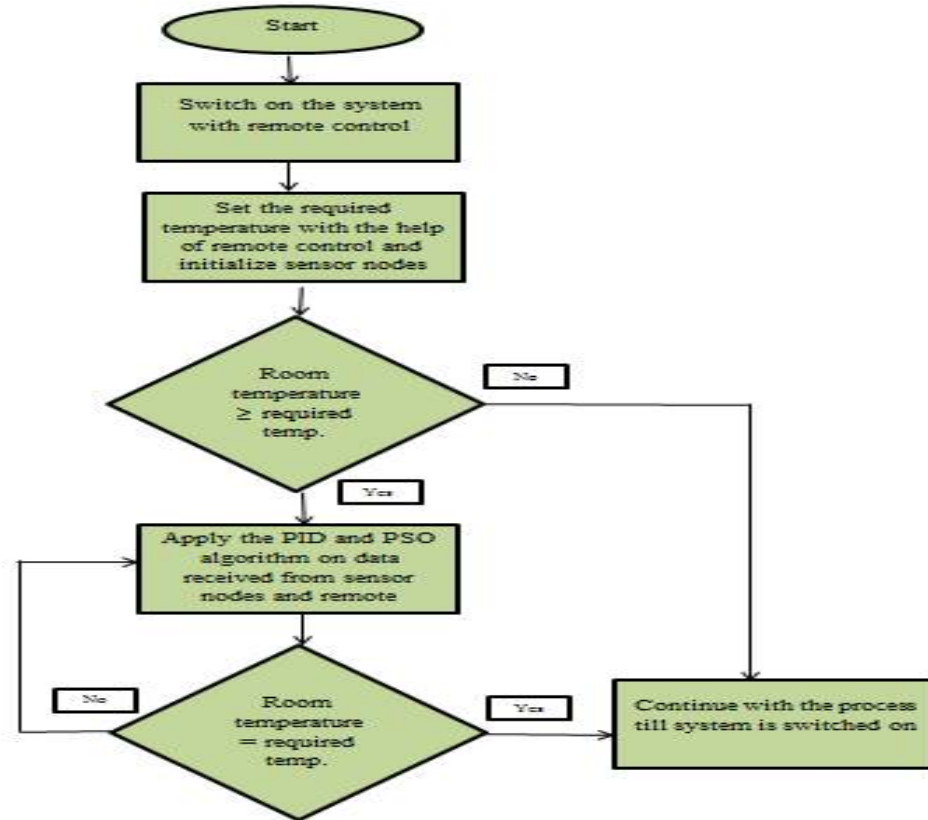 Start
Switch on the system
with remote control
Set the required
temperature with the help
of remote control and
initialize sensor nodes
Room
temperature
≥ required
temp.
No
Yes
Apply the PID and PSO
algorithm on data
received from sensor
nodes and remote
Room
temperature
= required
temp.
No
Yes
Continue with the process
till system is switched on